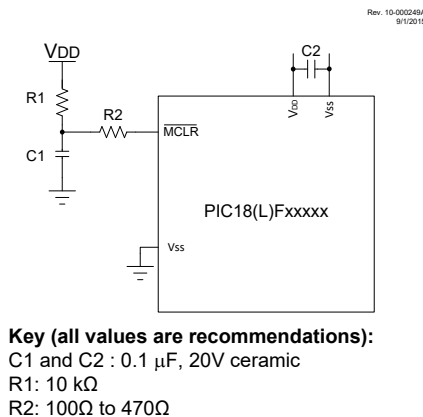 Rev. 10-000249A
9/1/2015
VDD
C2
R1
R2
VDD
Vss
MCLR
C1
PIC18(L)Fxxxxx
Vss
Key (all values are recommendations):
C1 and C2 : 0.1 μF, 20V ceramic
R1: 10 kΩ
R2: 100Ω to 470Ω